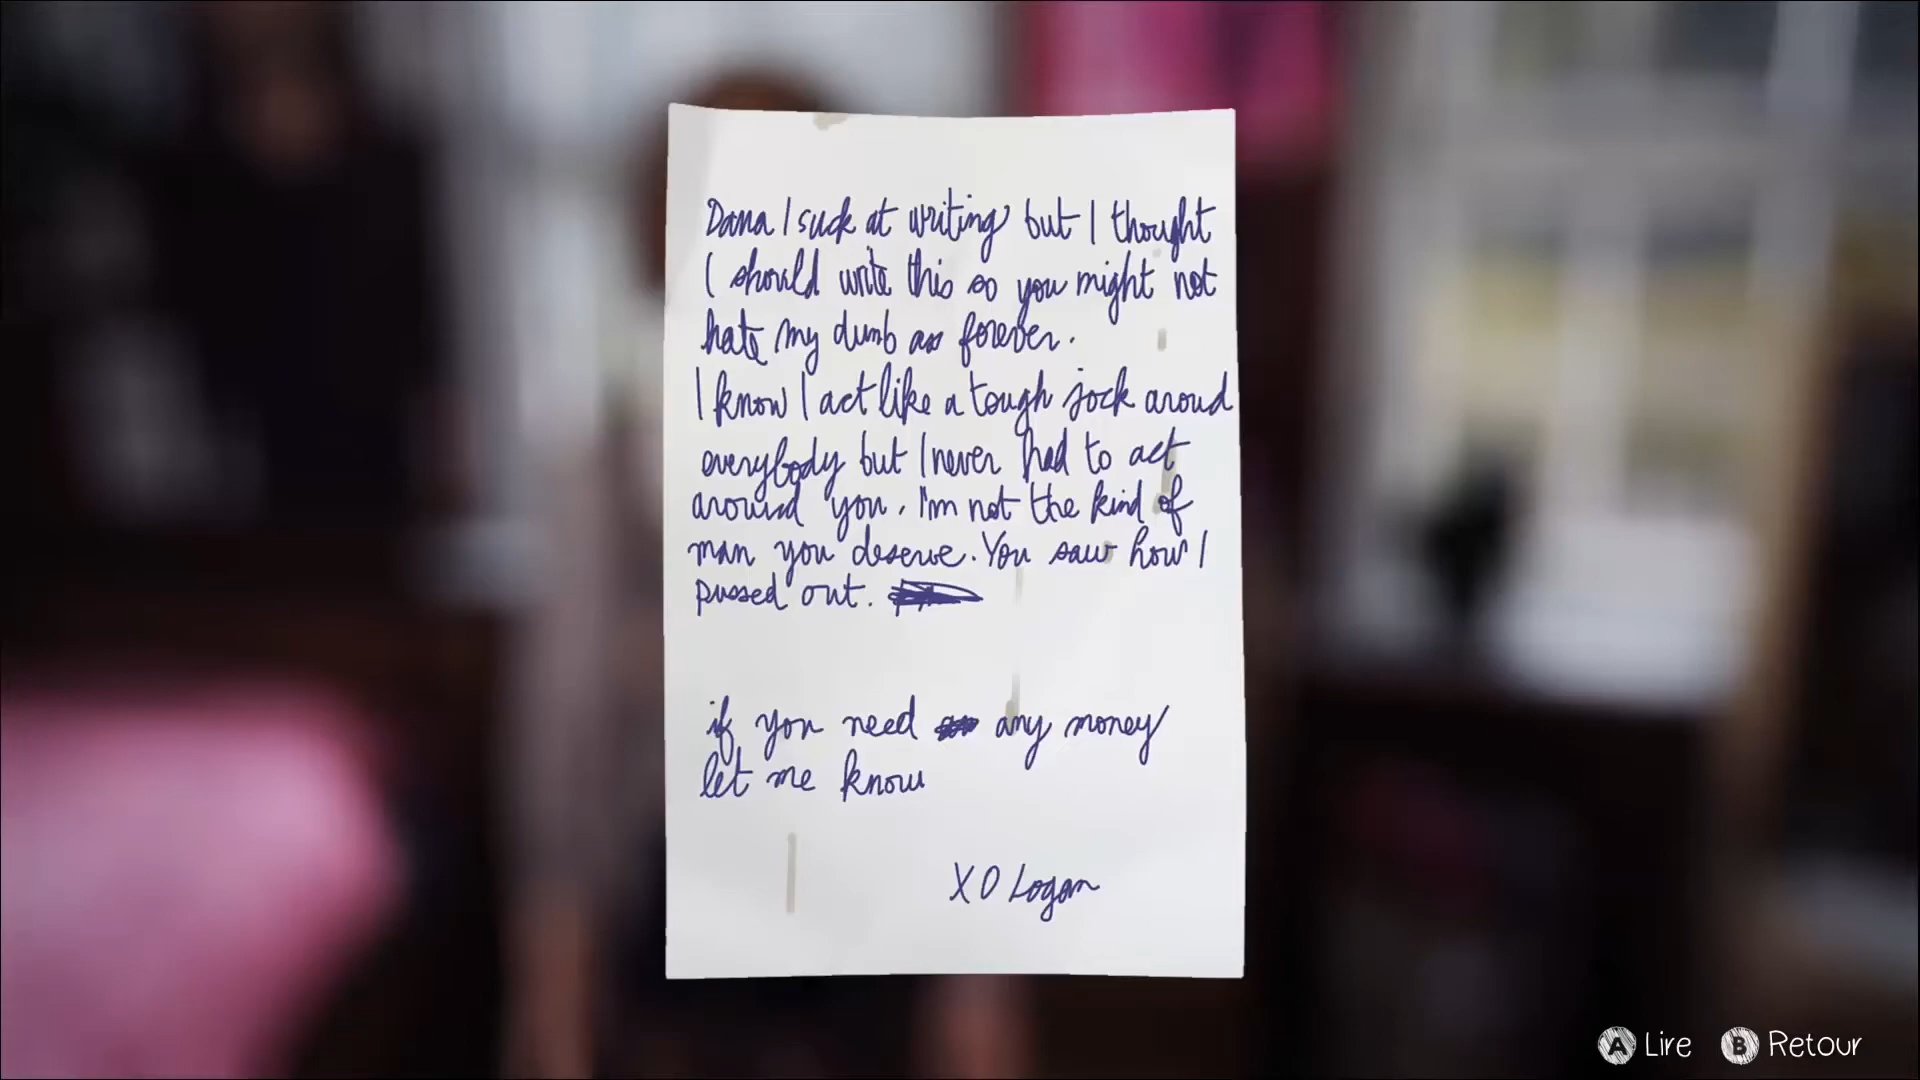 Dana I suck at writing but I thought
I should write this so you might not
hate my dumb ass forever.
I know I act like a tough jock aroud
everybody but I never had to act
around you. I'm not the kind of
man you deserve. You saw how I
pussed out.
if you need any money
let me know
XO Logan
A Lire B Retour